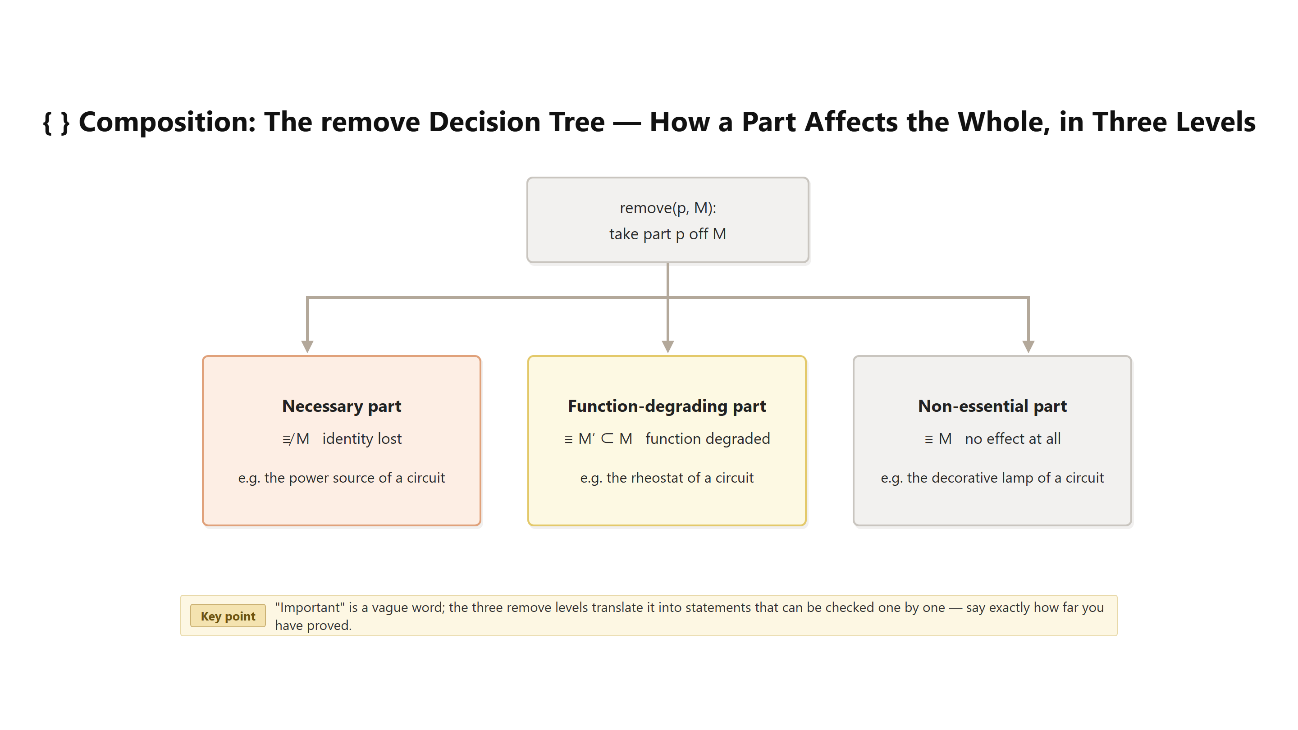 { } Composition: The remove Decision Tree — How a Part Affects the Whole, in Three Levels
remove(p, M):
take part p off M
Necessary part
≢ M identity lost
e.g. the power source of a circuit
Function-degrading part
≡ M′ ⊂ M function degraded
e.g. the rheostat of a circuit
Non-essential part
≡ M no effect at all
e.g. the decorative lamp of a circuit
Key point
"Important" is a vague word; the three remove levels translate it into statements that can be checked one by one — say exactly how far you
have proved.